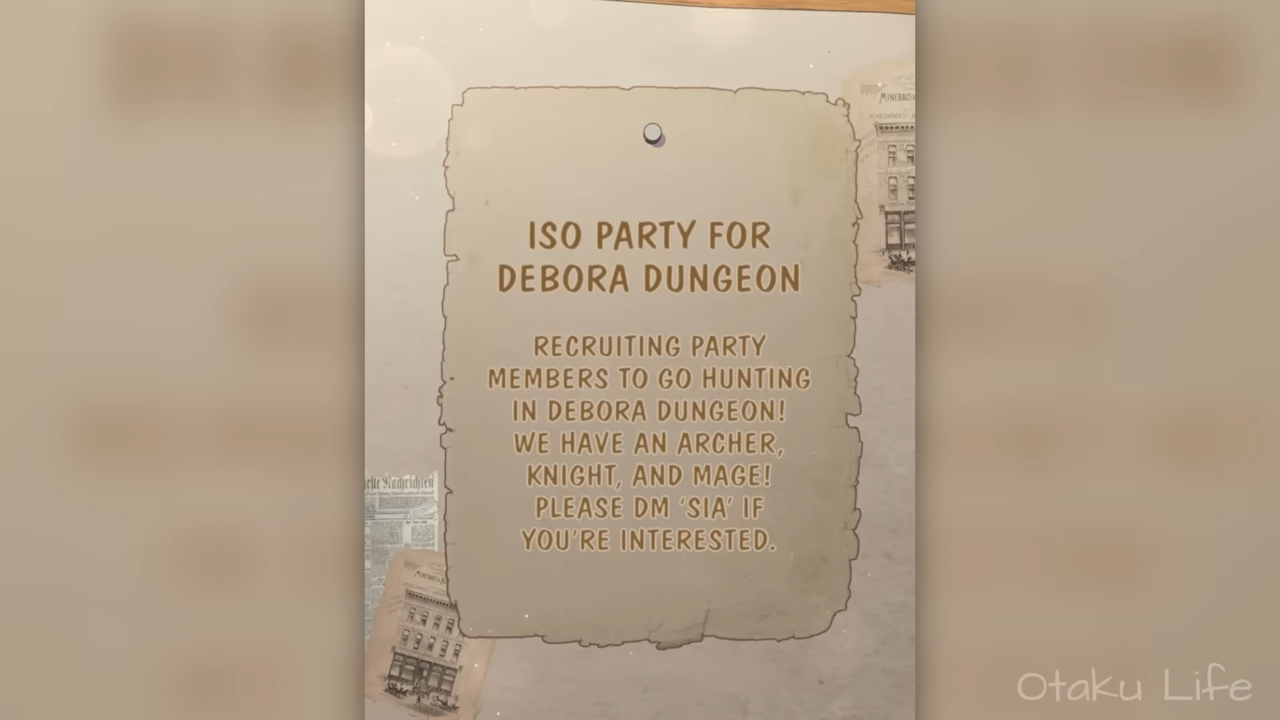 ISO PARTY FOR
DEBORA DUNGEON
RECRUITING PARTY
MEMBERS TO GO HUNTING
IN DEBORA DUNGEON!
WE HAVE AN ARCHER,
KNIGHT, AND MAGE!
PLEASE DM ‘SIA’ IF
YOU’RE INTERESTED.
Otaku Life